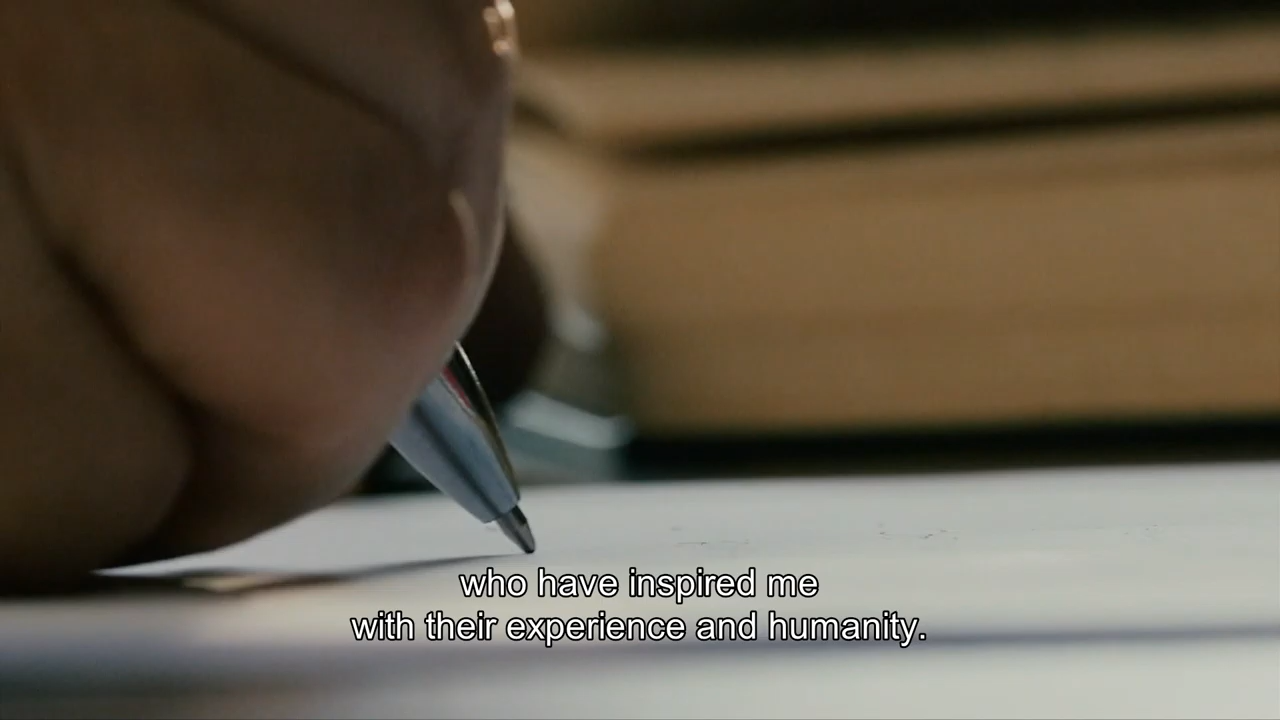 who have inspired me
with their experience and humanity.